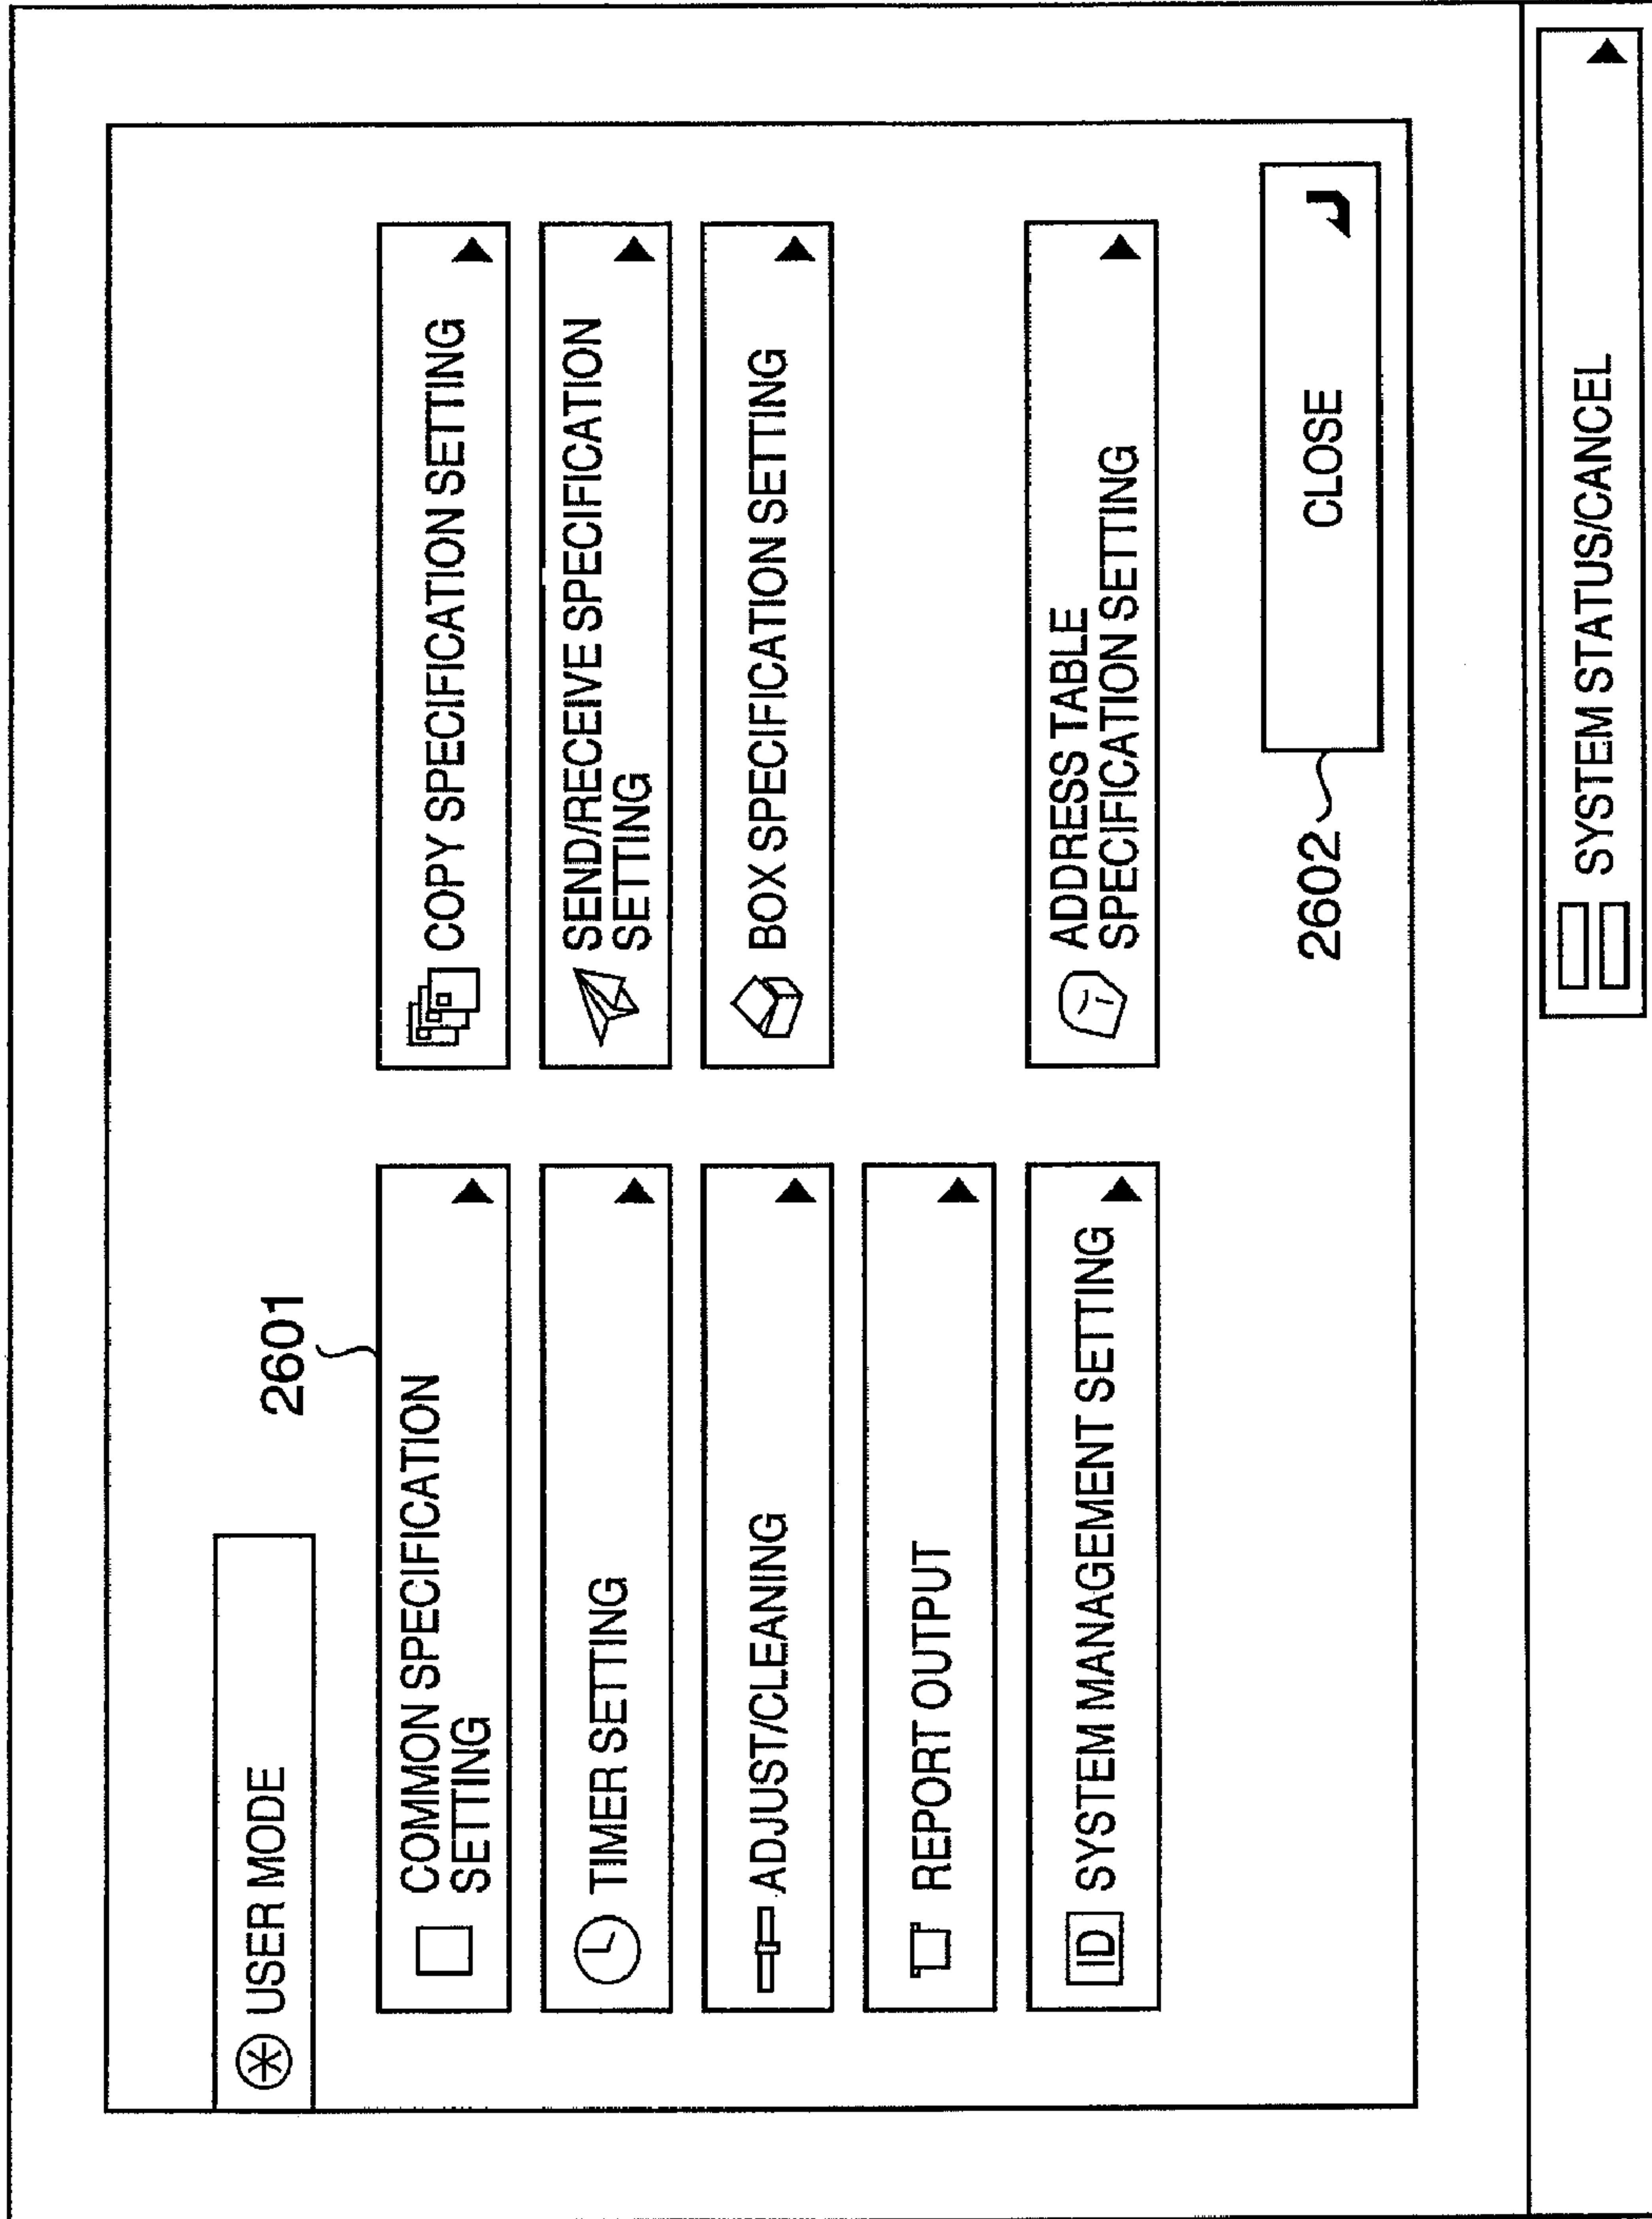 USER MODE
2601
COMMON SPECIFICATION
SETTING
TIMER SETTING
ADJUST/CLEANING
REPORT OUTPUT
ID SYSTEM MANAGEMENT SETTING
COPY SPECIFICATION SETTING
SEND/RECEIVE SPECIFICATION
SETTING
BOX SPECIFICATION SETTING
ADDRESS TABLE
SPECIFICATION SETTING
2602
CLOSE
SYSTEM STATUS/CANCEL